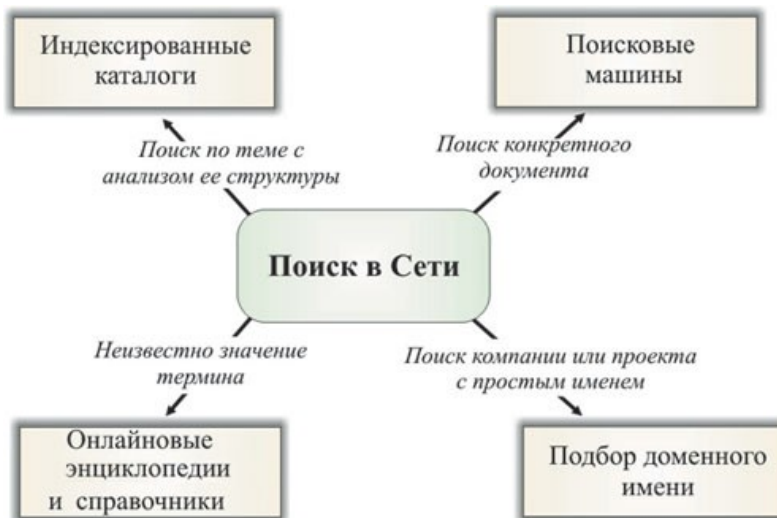 Индексированные
каталоги
Поисковые
машины
Поиск по теме с
анализом ее структуры
Поиск конкретного
документа
Поиск в Сети
Неизвестно значение
термина
Поиск компании или проекта
с простым именем
Онлайновые
энциклопедии
и справочники
Подбор доменного
имени